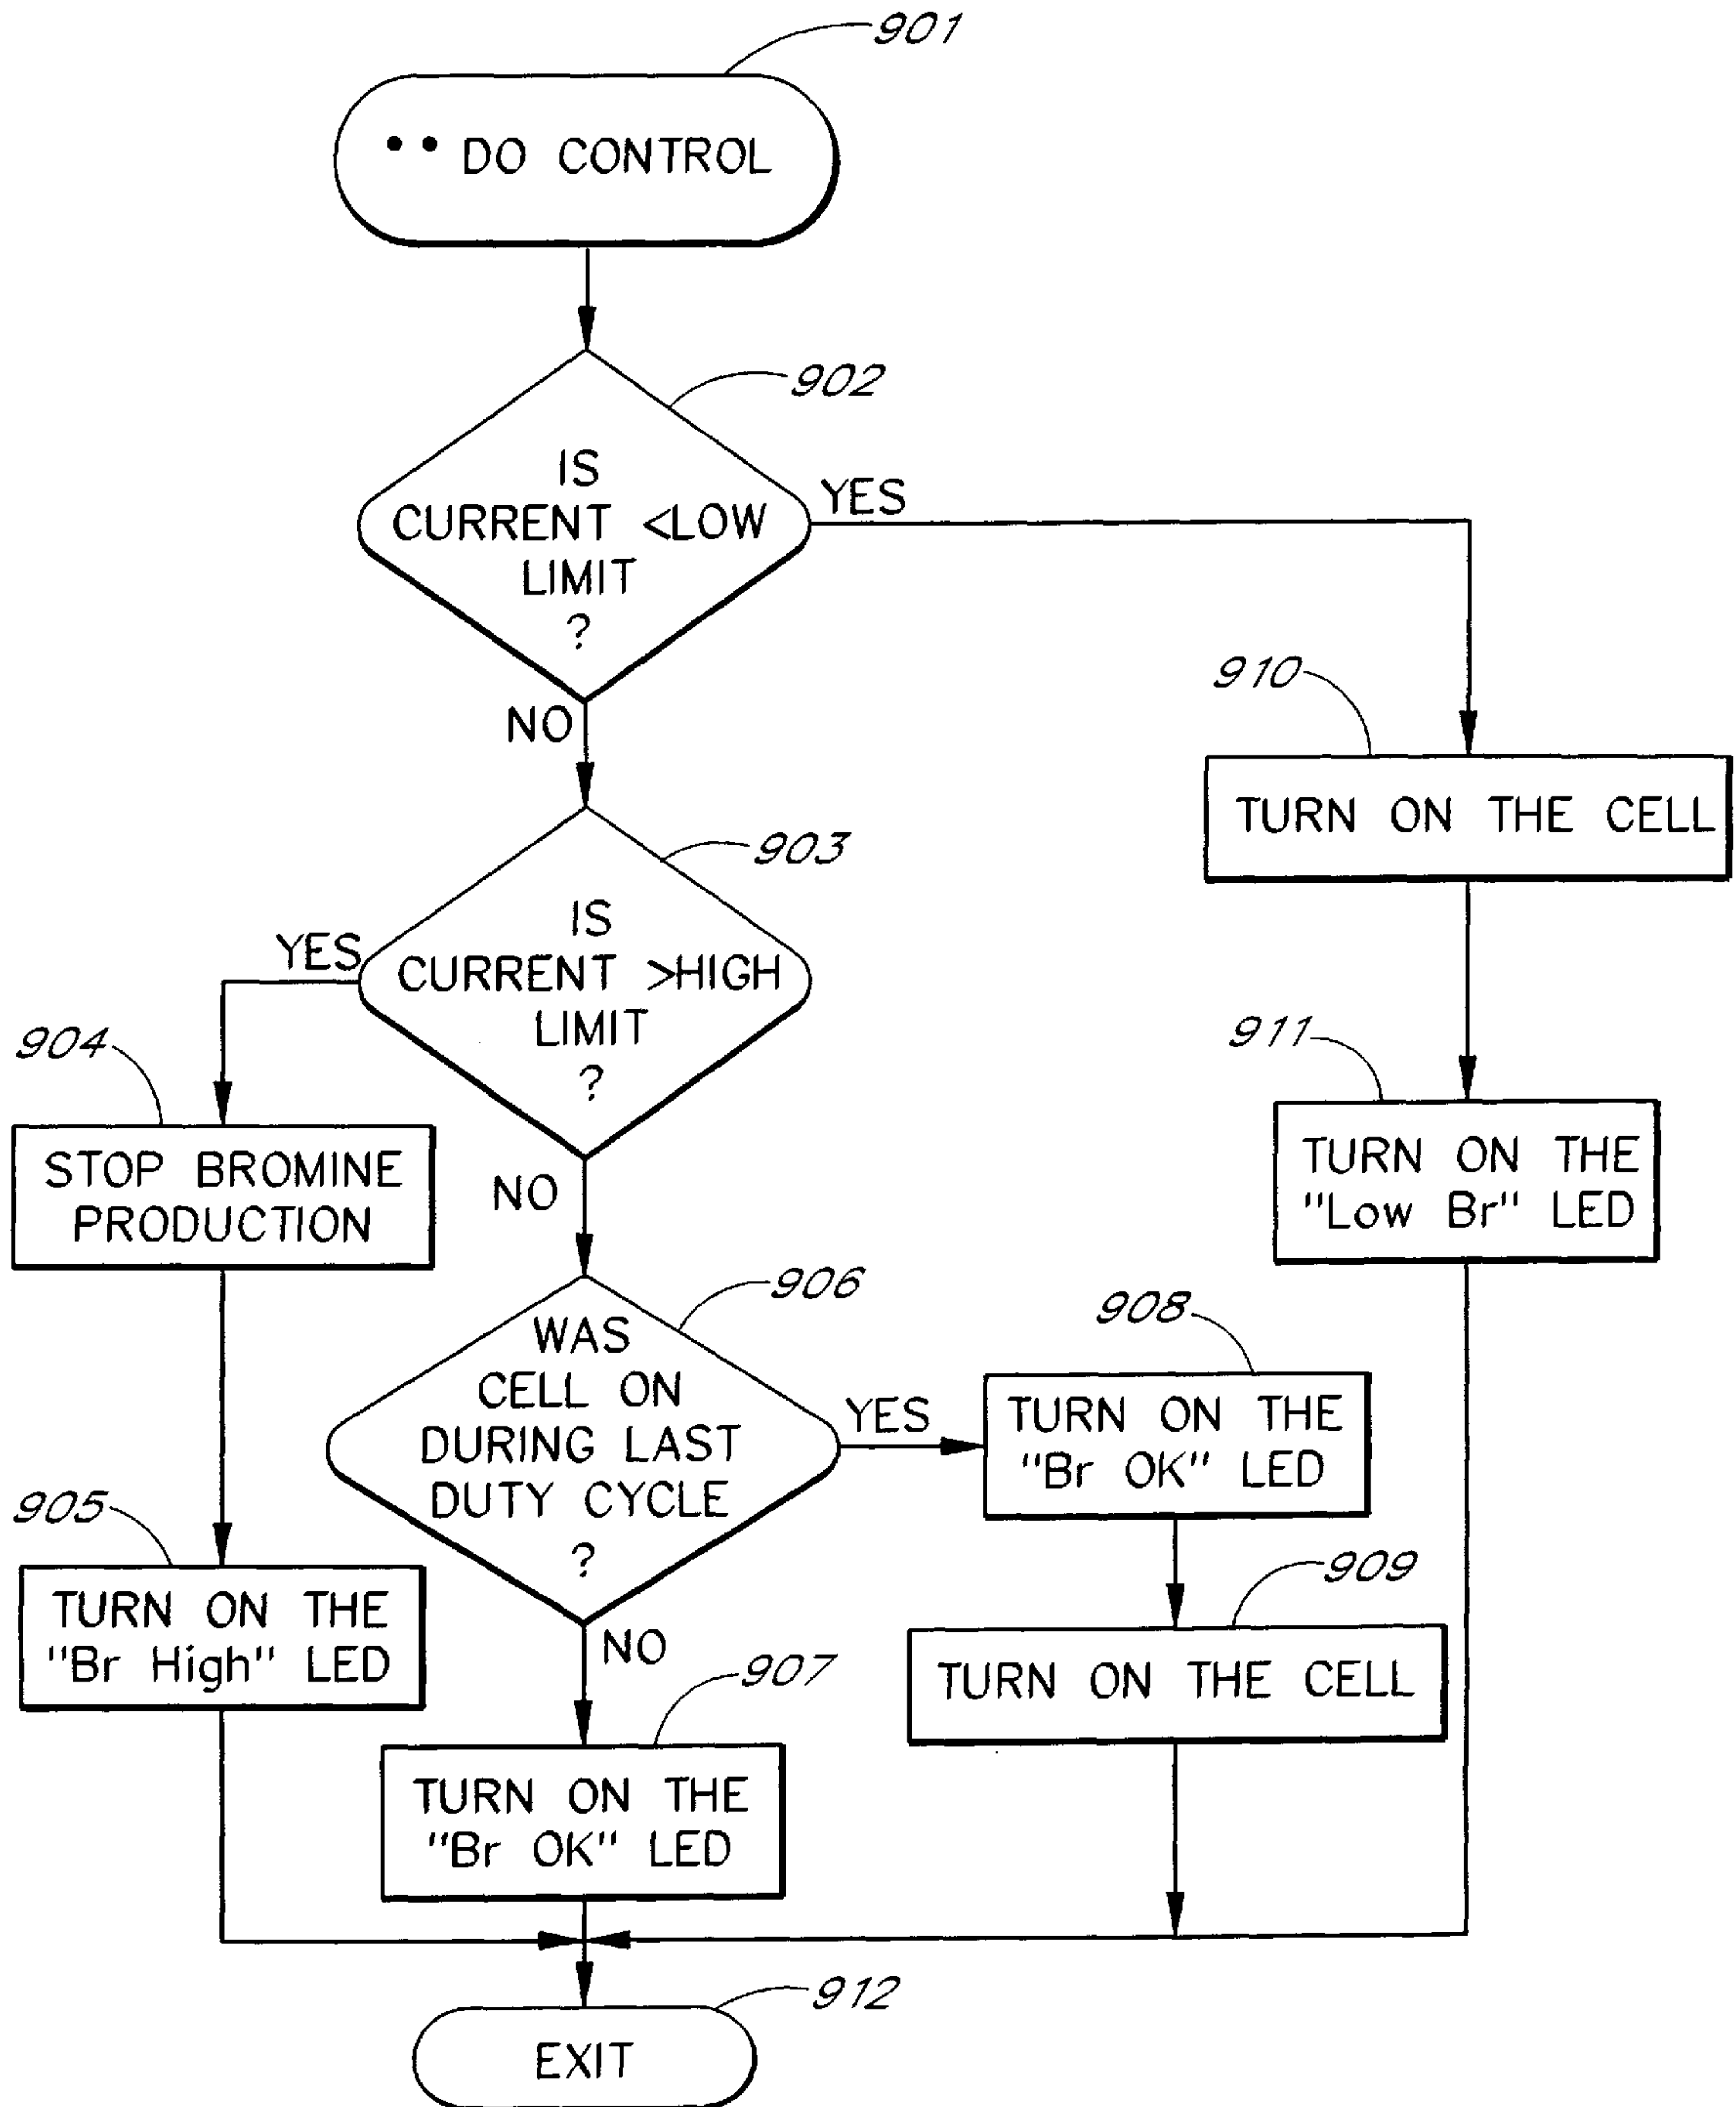 901
•• DO CONTROL
902
IS
CURRENT <LOW
LIMIT
?
YES
NO
910
TURN ON THE CELL
903
IS
CURRENT >HIGH
LIMIT
?
YES
NO
904
STOP BROMINE
PRODUCTION
911
TURN ON THE
"Low Br" LED
906
WAS
CELL ON
DURING LAST
DUTY CYCLE
?
YES
NO
908
TURN ON THE
"Br OK" LED
905
TURN ON THE
"Br High" LED
909
TURN ON THE CELL
907
TURN ON THE
"Br OK" LED
912
EXIT